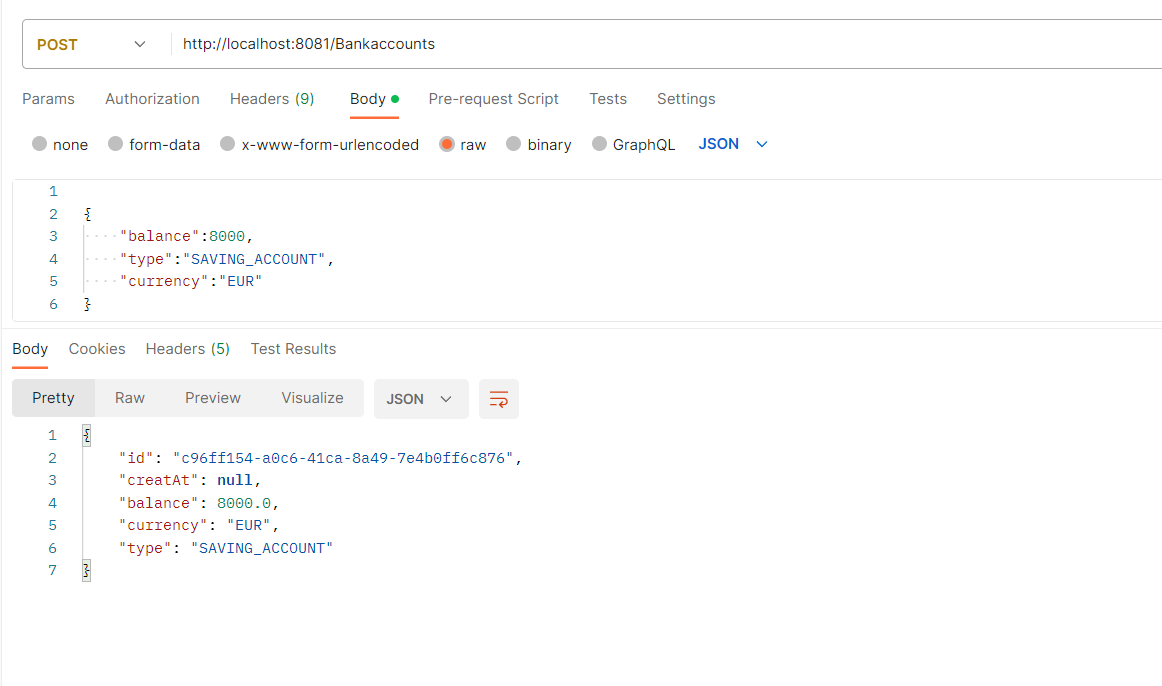 POST http://localhost:8081/Bankaccounts
Params Authorization Headers (9) Body Pre-request Script Tests Settings
none form-data x-www-form-urlencoded raw binary GraphQL JSON
1
2 {
3 "balance":8000,
4 "type":"SAVING_ACCOUNT",
5 "currency":"EUR"
6 }
Body Cookies Headers (5) Test Results
Pretty Raw Preview Visualize JSON
1 {
2 "id": "c96ff154-a0c6-41ca-8a49-7e4b0ff6c876",
3 "creatAt": null,
4 "balance": 8000.0,
5 "currency": "EUR",
6 "type": "SAVING_ACCOUNT"
7 }